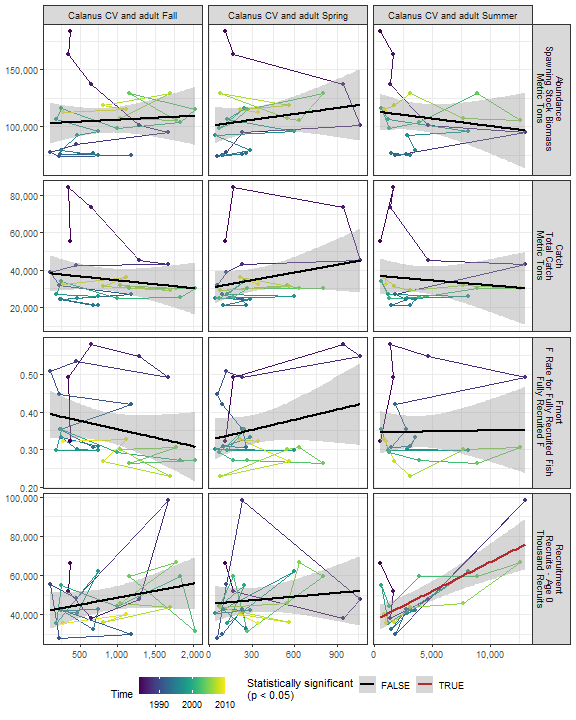 Calanus CV and adult Fall
Calanus CV and adult Spring
Calanus CV and adult Summer
150,000
100,000
Abundance
Spawning Stock Biomass
Metric Tons
80,000
60,000
40,000
20,000
Catch
Total Catch
Metric Tons
0.50
0.40
0.30
0.20
Fmort
F Rate for Fully Recruited Fish
Fully Recruited F
100,000
80,000
60,000
40,000
Recruitment
Recruits - Age 0
Thousand Recruits
500
1,000
1,500
2,000
0
300
600
900
0
5,000
10,000
Time
1990
2000
2010
Statistically significant
(p < 0.05)
FALSE
TRUE